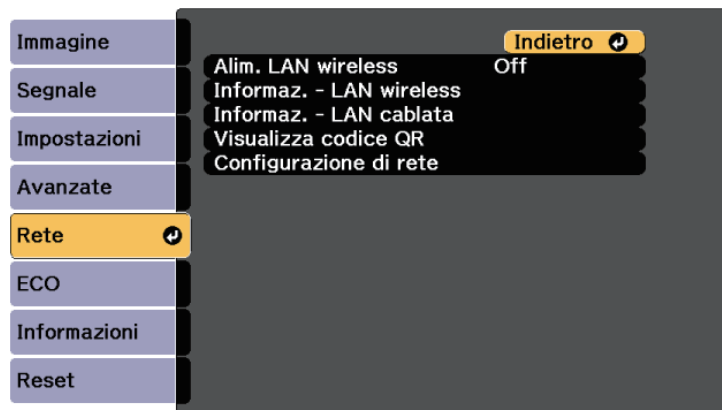 Immagine
Segnale
Impostazioni
Avanzate
Rete
ECO
Informazioni
Reset
Indietro
Alim. LAN wireless Off
Informaz. - LAN wireless
Informaz. - LAN cablata
Visualizza codice QR
Configurazione di rete